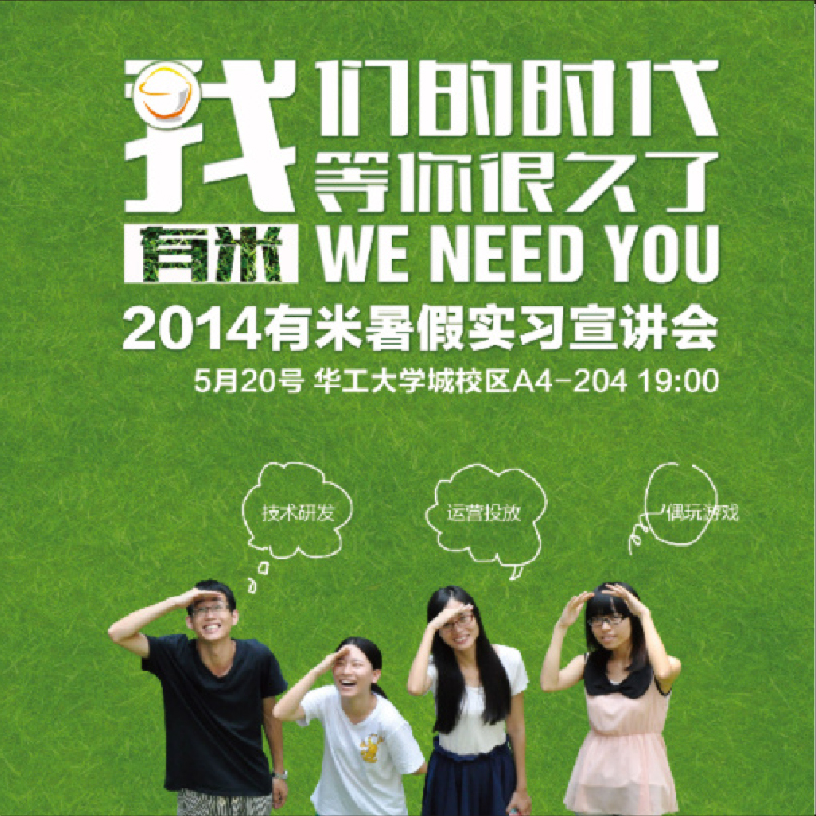 我们的时代
等你很久了
有米 WE NEED YOU
2014有米暑假实习宣讲会
5月20号 华工大学城校区A4-204 19:00
技术研发
运营投放
偶玩游戏